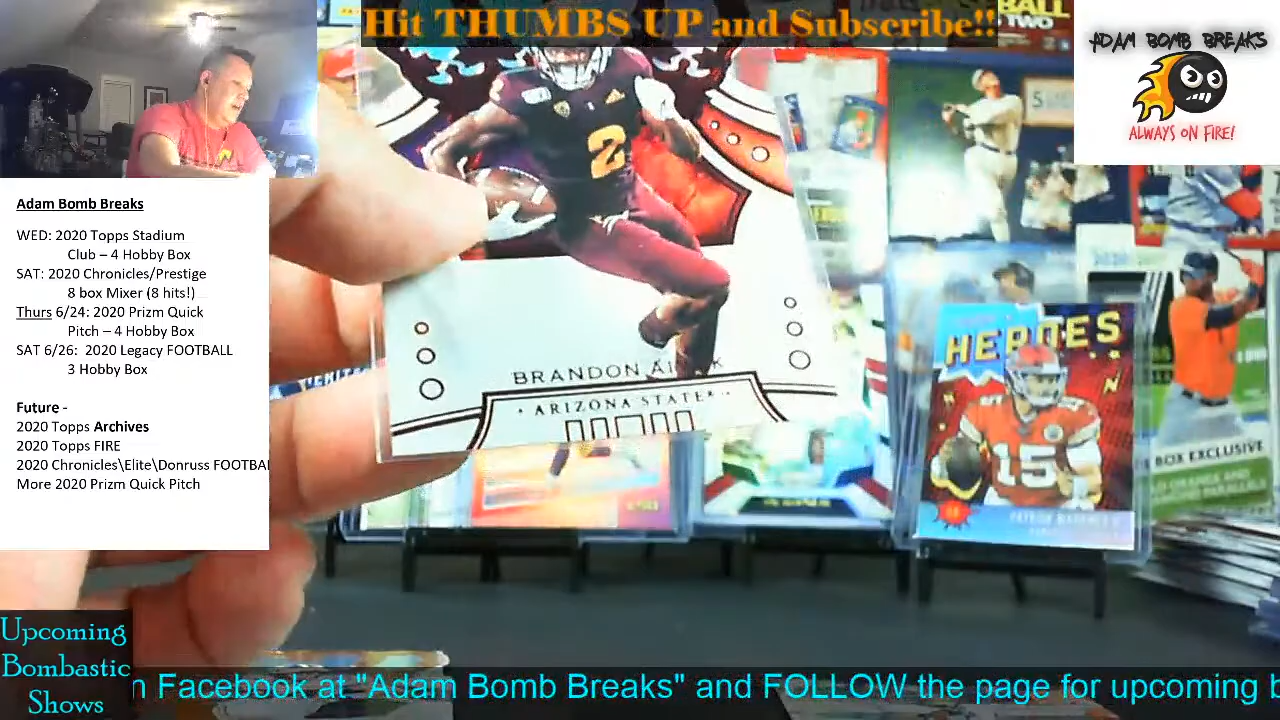 Hit THUMBS UP and Subscribe!!
BALL
TWO
ADAM BOMB BREAKS
ALWAYS ON FIRE!
Adam Bomb Breaks
WED: 2020 Topps Stadium
Club – 4 Hobby Box
SAT: 2020 Chronicles/Prestige
8 box Mixer (8 hits!)
Thurs 6/24: 2020 Prizm Quick
Pitch – 4 Hobby Box
SAT 6/26:  2020 Legacy FOOTBALL
3 Hobby Box
Future -
2020 Topps Archives
2020 Topps FIRE
2020 Chronicles\Elite\Donruss FOOTBAL
More 2020 Prizm Quick Pitch
2
BRANDON
ARIZONA STATE
HEROES
15
BOX EXCLUSIVE
Upcoming
Bombastic
Shows
n Facebook at "Adam Bomb Breaks" and FOLLOW the page for upcoming b